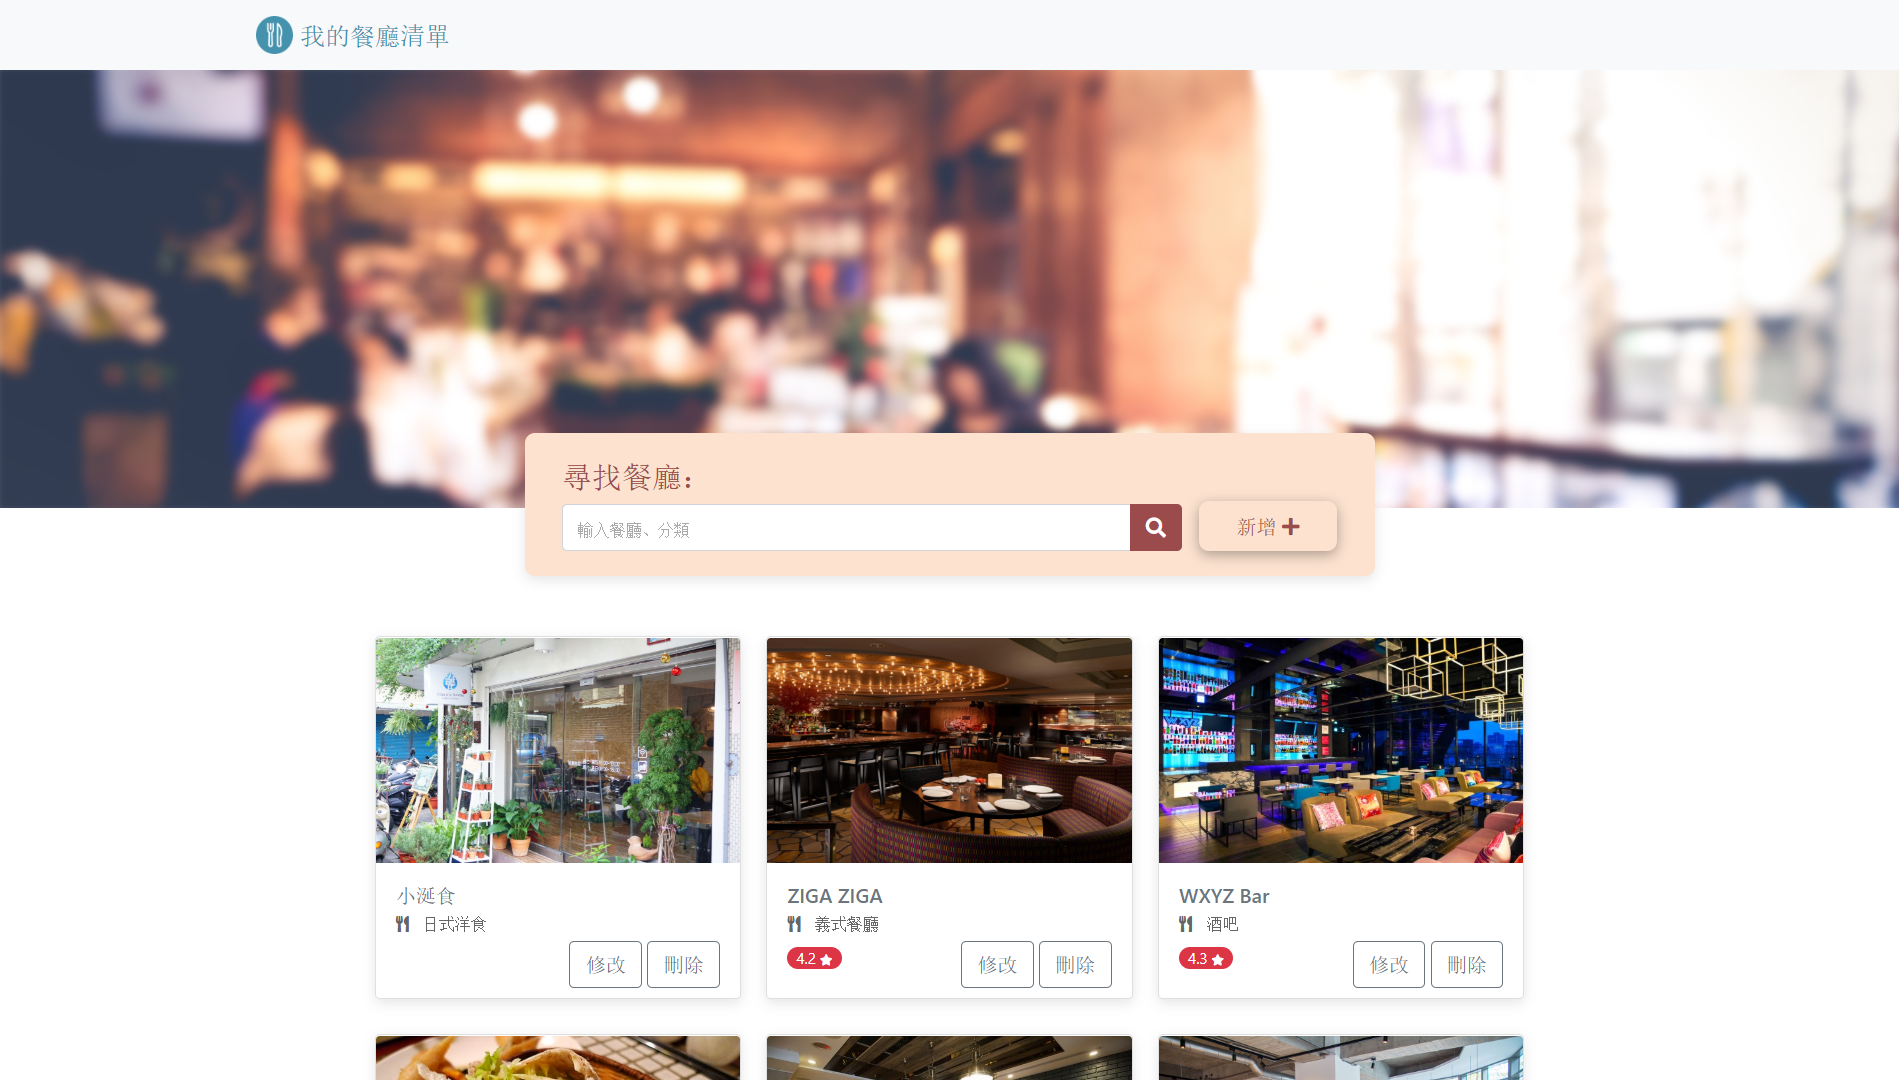 我的餐廳清單
尋找餐廳：
輸入餐廳、分類
新增
小涎食
日式洋食
修改 刪除
ZIGA ZIGA
義式餐廳
4.2
修改 刪除
WXYZ Bar
酒吧
4.3
修改 刪除